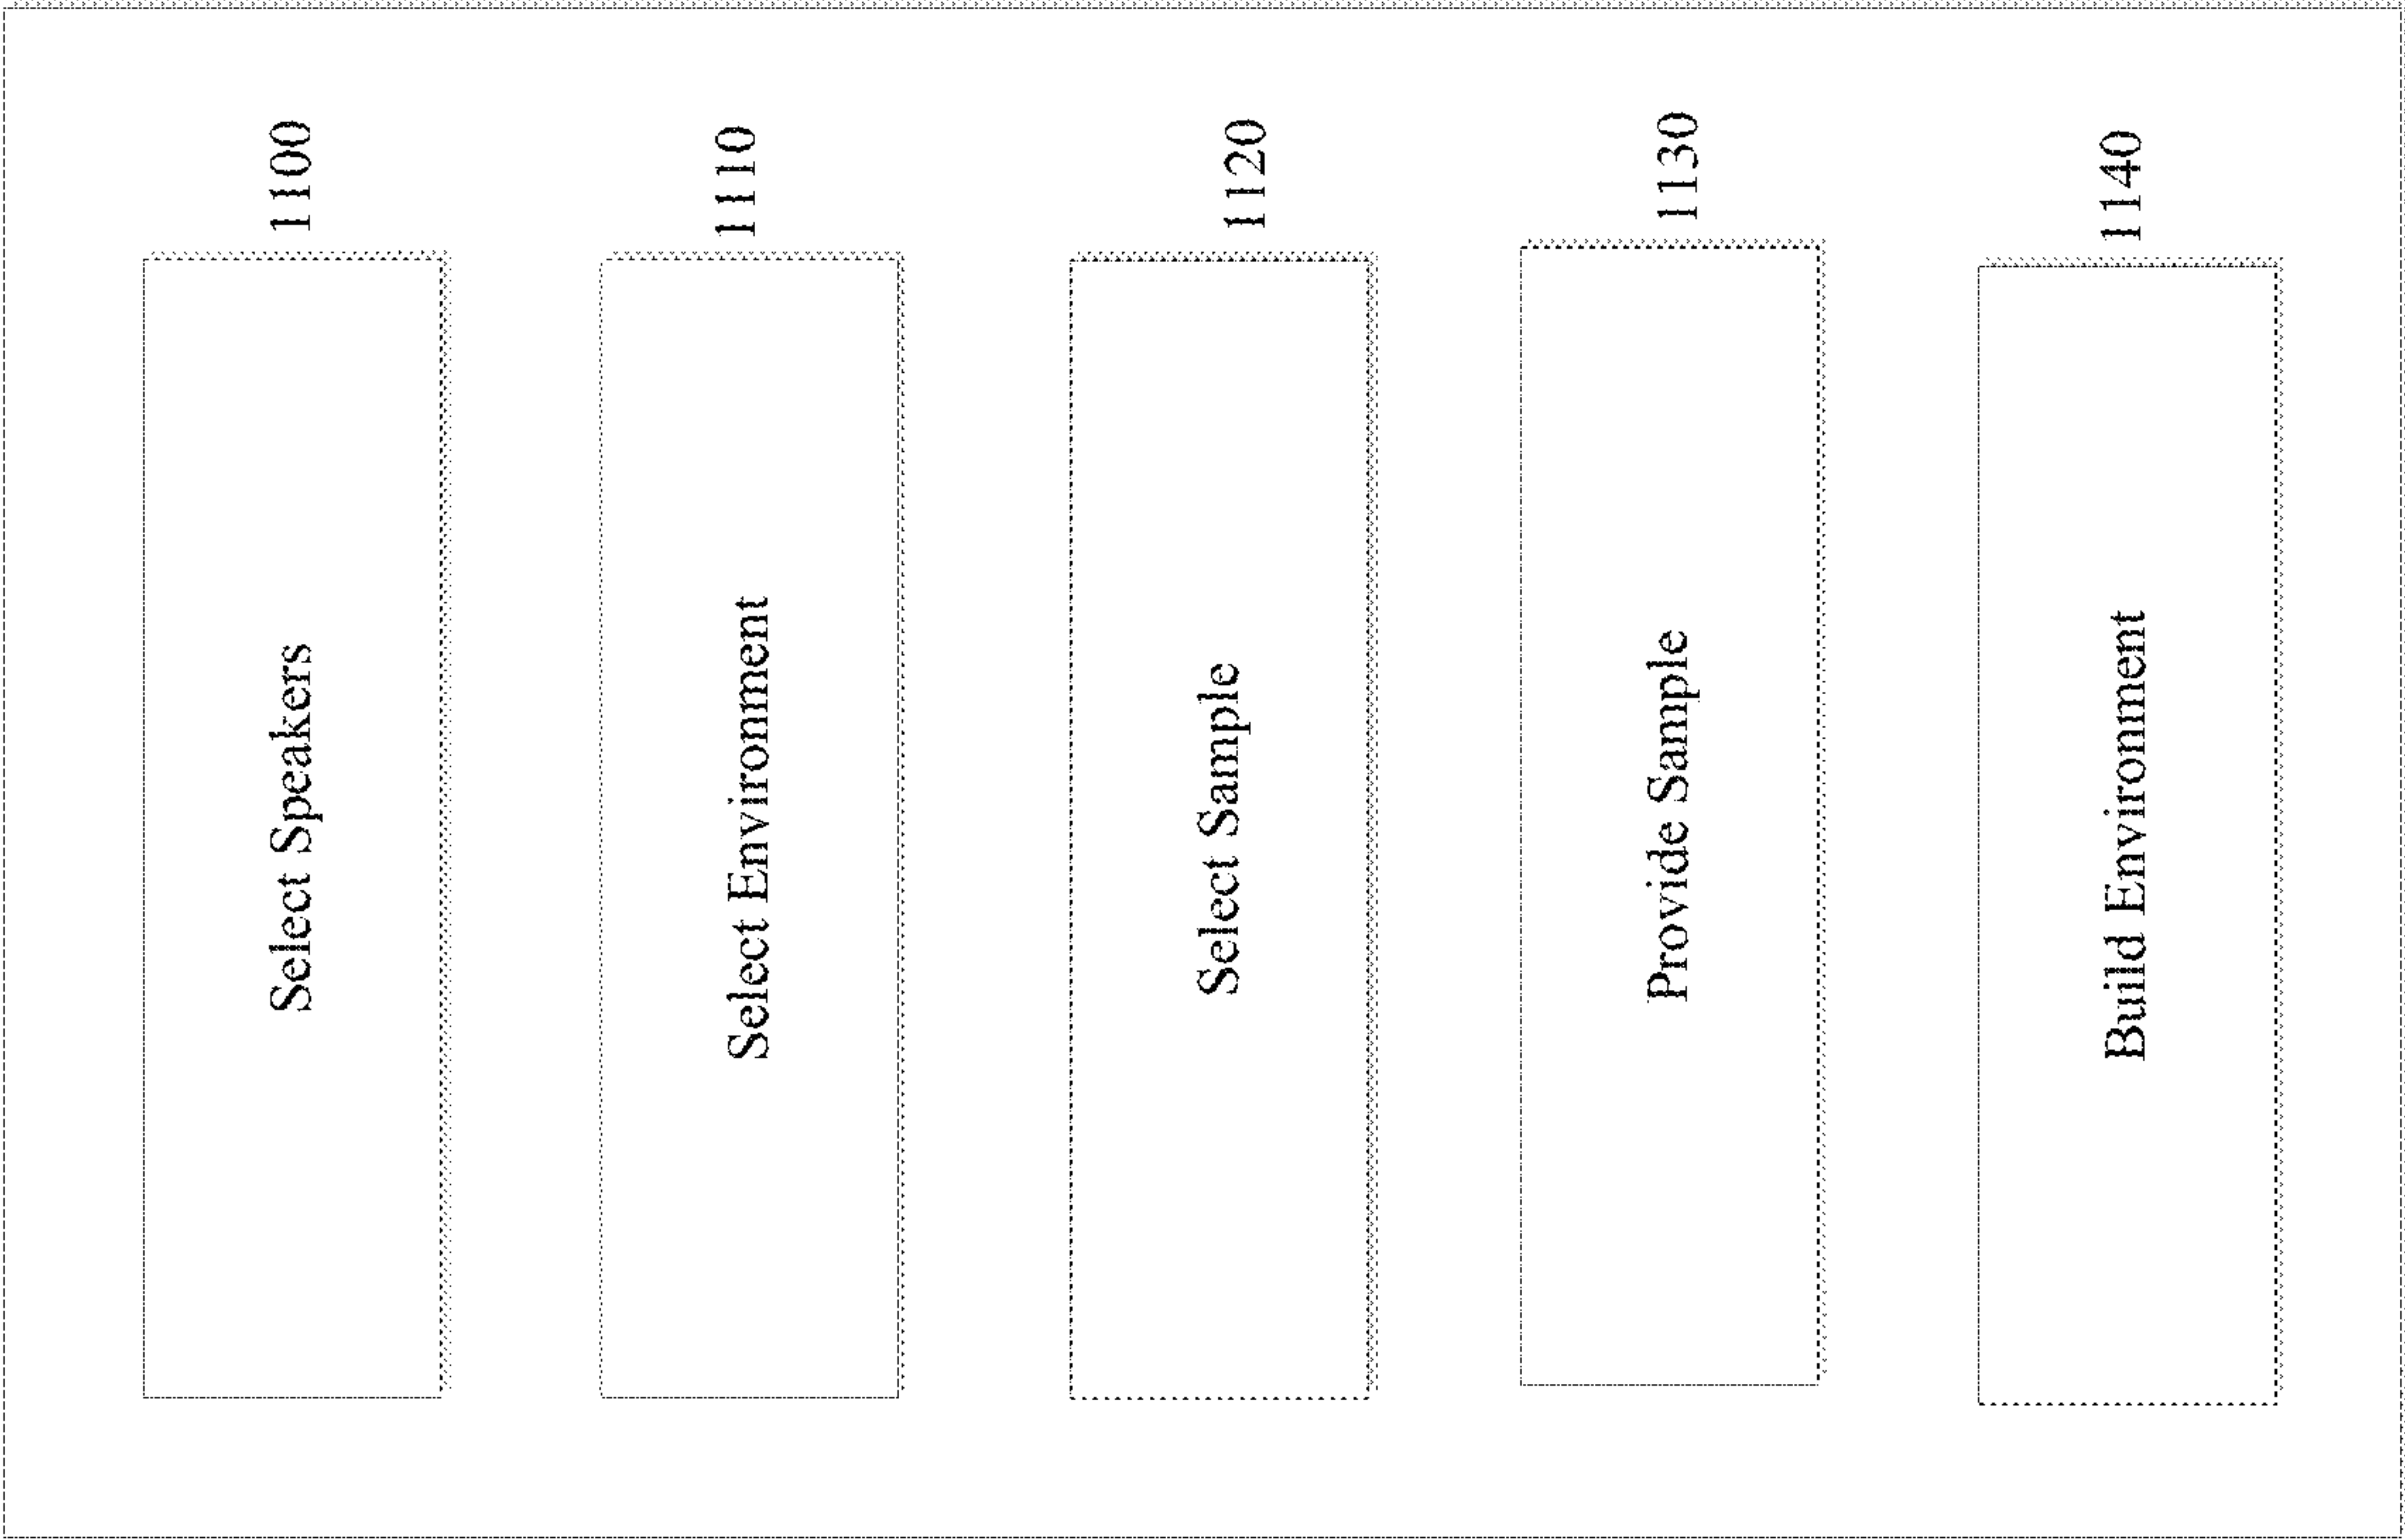 Select Speakers 1100
Select Environment 1110
Select Sample 1120
Provide Sample 1130
Build Environment 1140